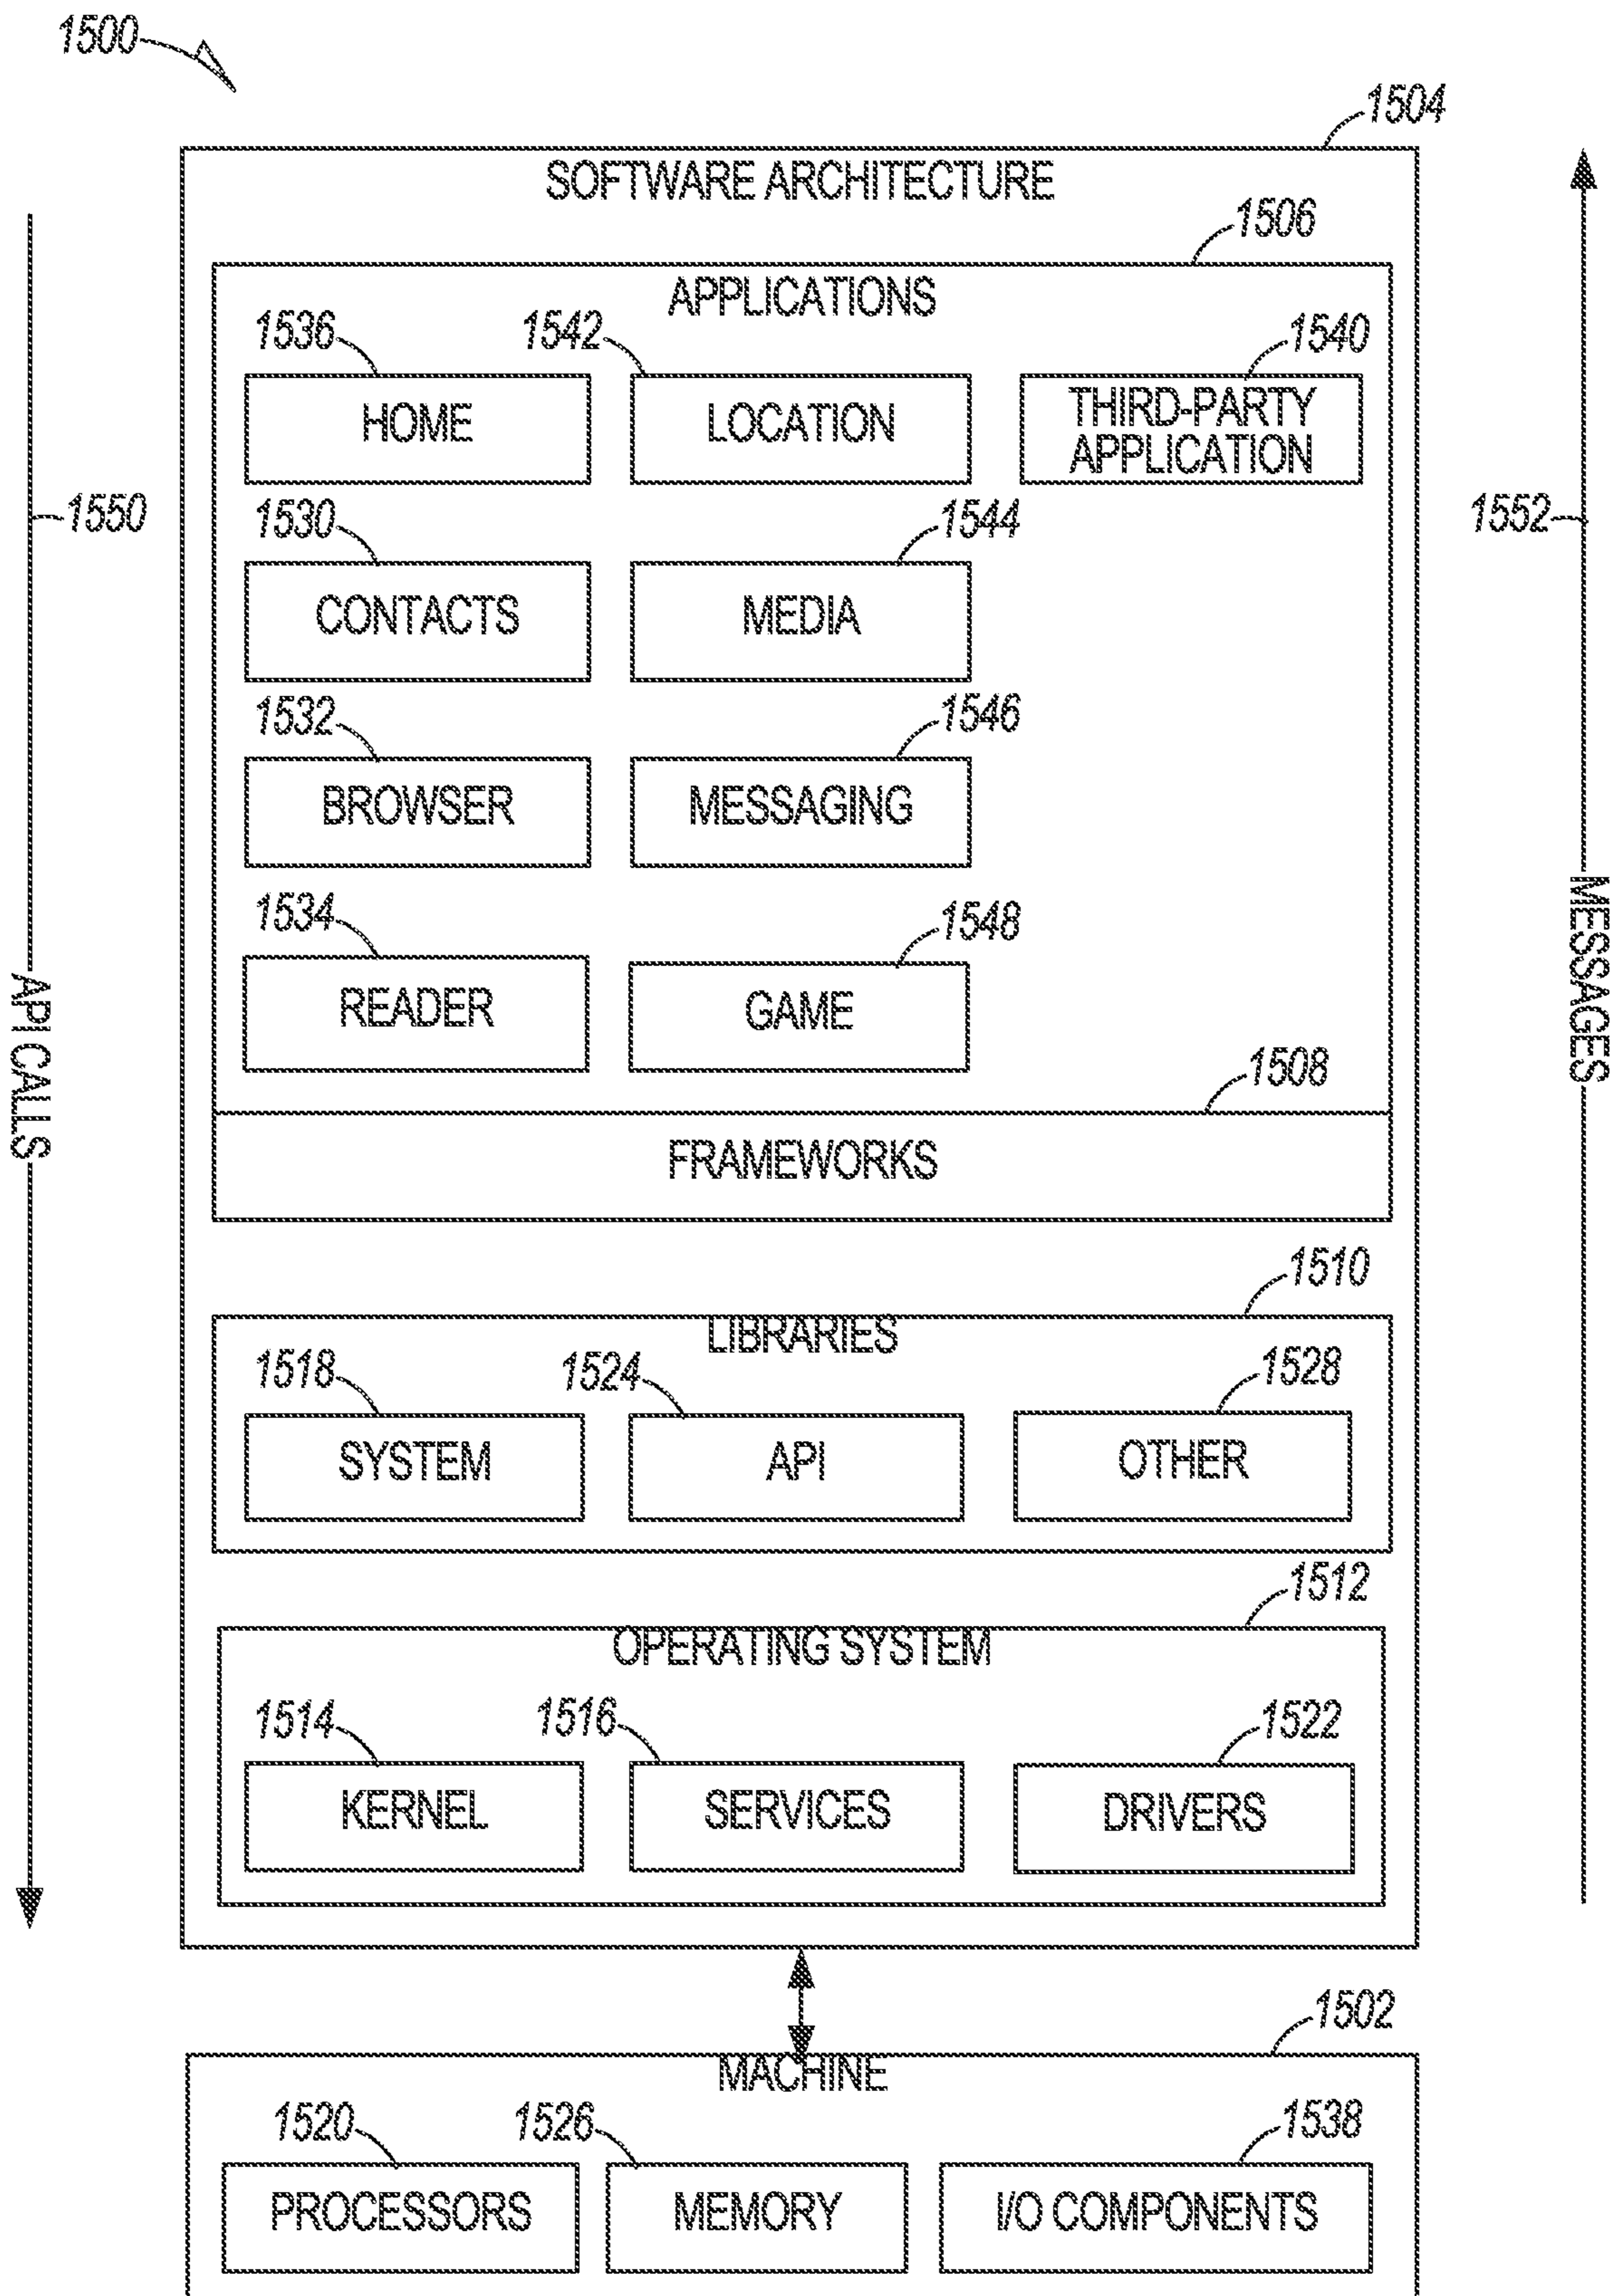 1500
1504
SOFTWARE ARCHITECTURE
1506
APPLICATIONS
1536
1542
1540
HOME
LOCATION
THIRD-PARTY
APPLICATION
1550
1552
1530
1544
CONTACTS
MEDIA
1532
1546
BROWSER
MESSAGING
1534
1548
READER
GAME
API CALLS
MESSAGES
1508
FRAMEWORKS
1510
LIBRARIES
1518
1524
1528
SYSTEM
API
OTHER
1512
OPERATING SYSTEM
1514
1516
1522
KERNEL
SERVICES
DRIVERS
1502
MACHINE
1520
1526
1538
PROCESSORS
MEMORY
I/O COMPONENTS